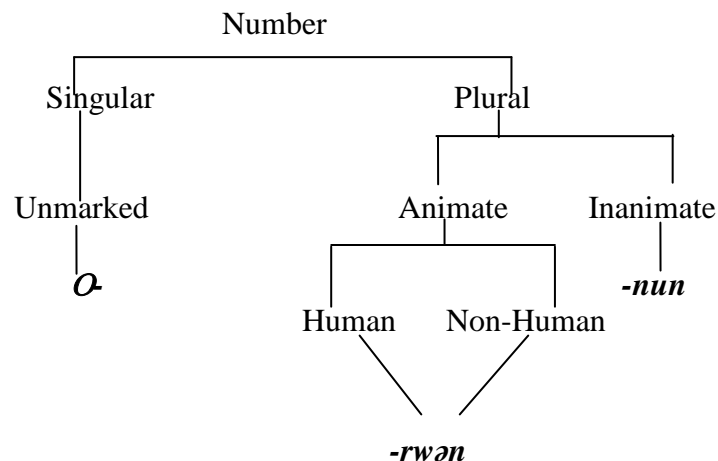 Number
Singular Plural
Unmarked Animate Inanimate
O- -nun
Human Non-Human
-rwən